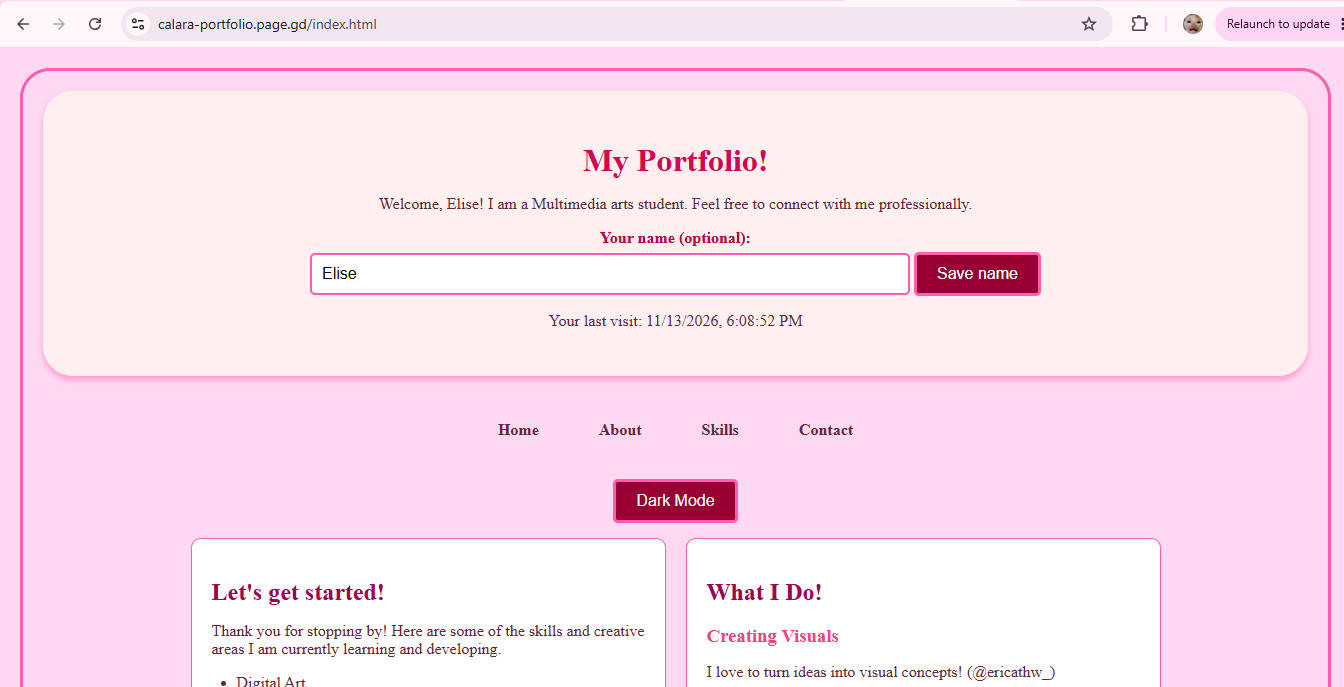 calara-portfolio.page.gd/index.html
Relaunch to update
My Portfolio!
Welcome, Elise! I am a Multimedia arts student. Feel free to connect with me professionally.
Your name (optional):
Elise
Save name
Your last visit: 11/13/2026, 6:08:52 PM
Home
About
Skills
Contact
Dark Mode
Let's get started!
Thank you for stopping by! Here are some of the skills and creative
areas I am currently learning and developing.
Digital Art
What I Do!
Creating Visuals
I love to turn ideas into visual concepts! (@ericathw_)